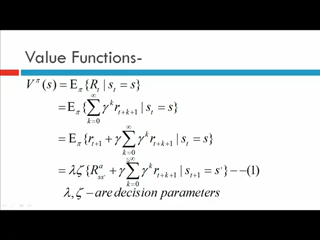 Value Functions-
V^π(s) = E_π{R_t | s_t = s}
= E_π{∑_{k=0}^{∞} γ^k r_{t+k+1} | s_t = s}
= E_π{r_{t+1} + γ∑_{k=0}^{∞} γ^k r_{t+k+1} | s_t = s}
= λζ{R^a_{ss'} + γ∑_{k=0}^{∞} γ^k r_{t+k+1} | s_{t+1} = s'} --(1)
λ,ζ – are decision parameters